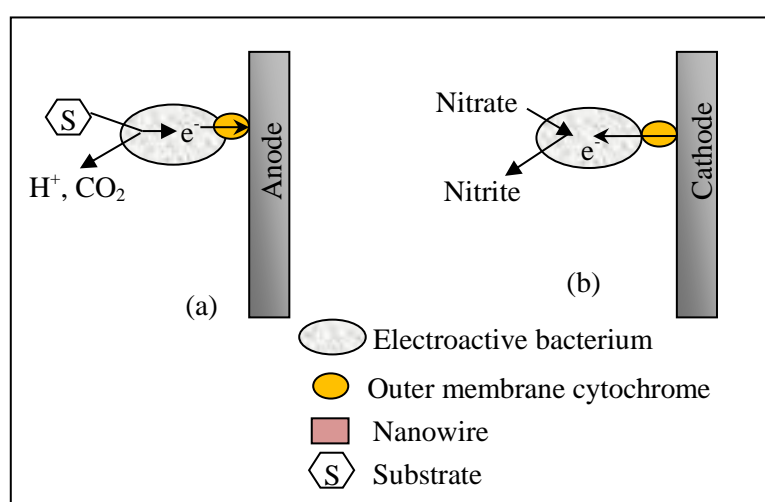 S
e⁻
H⁺, CO₂
Anode
(a)
Nitrate
e⁻
Nitrite
Cathode
(b)
Electroactive bacterium
Outer membrane cytochrome
Nanowire
S Substrate